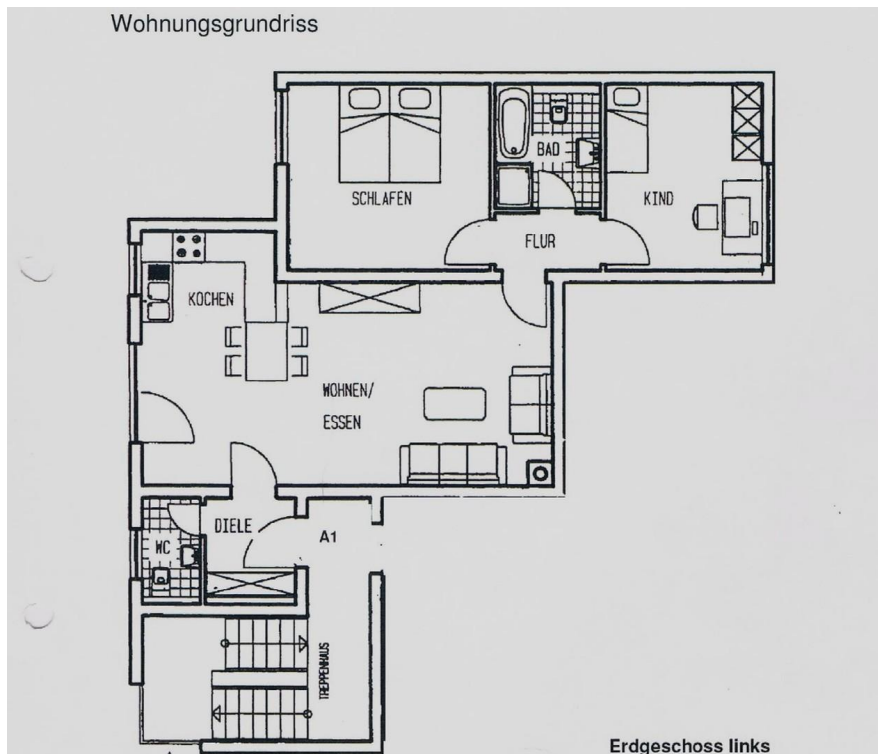 Wohnungsgrundriss
BAD
SCHLAFEN
KIND
FLUR
KOCHEN
WOHNEN/
ESSEN
DIELE
A1
WC
TREPPENHAUS
Erdgeschoss links